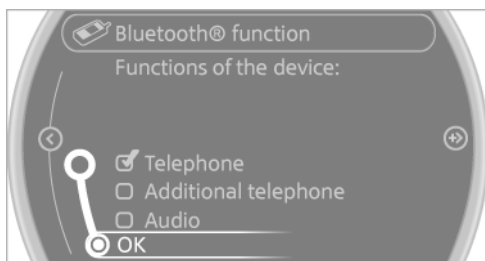 Bluetooth® function
Functions of the device:
Telephone
Additional telephone
Audio
OK